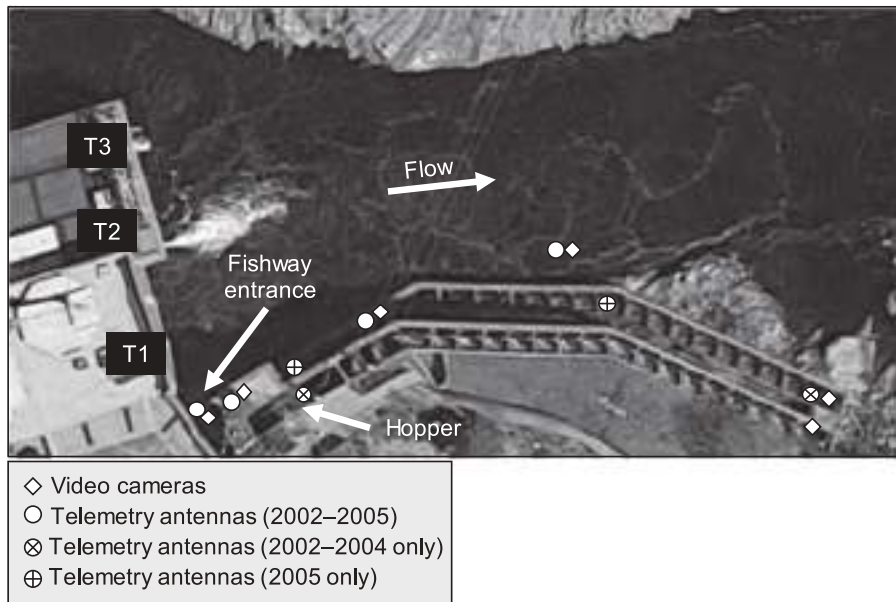 T3
Flow
T2
Fishway
entrance
T1
Hopper
Video cameras
Telemetry antennas (2002–2005)
Telemetry antennas (2002–2004 only)
Telemetry antennas (2005 only)